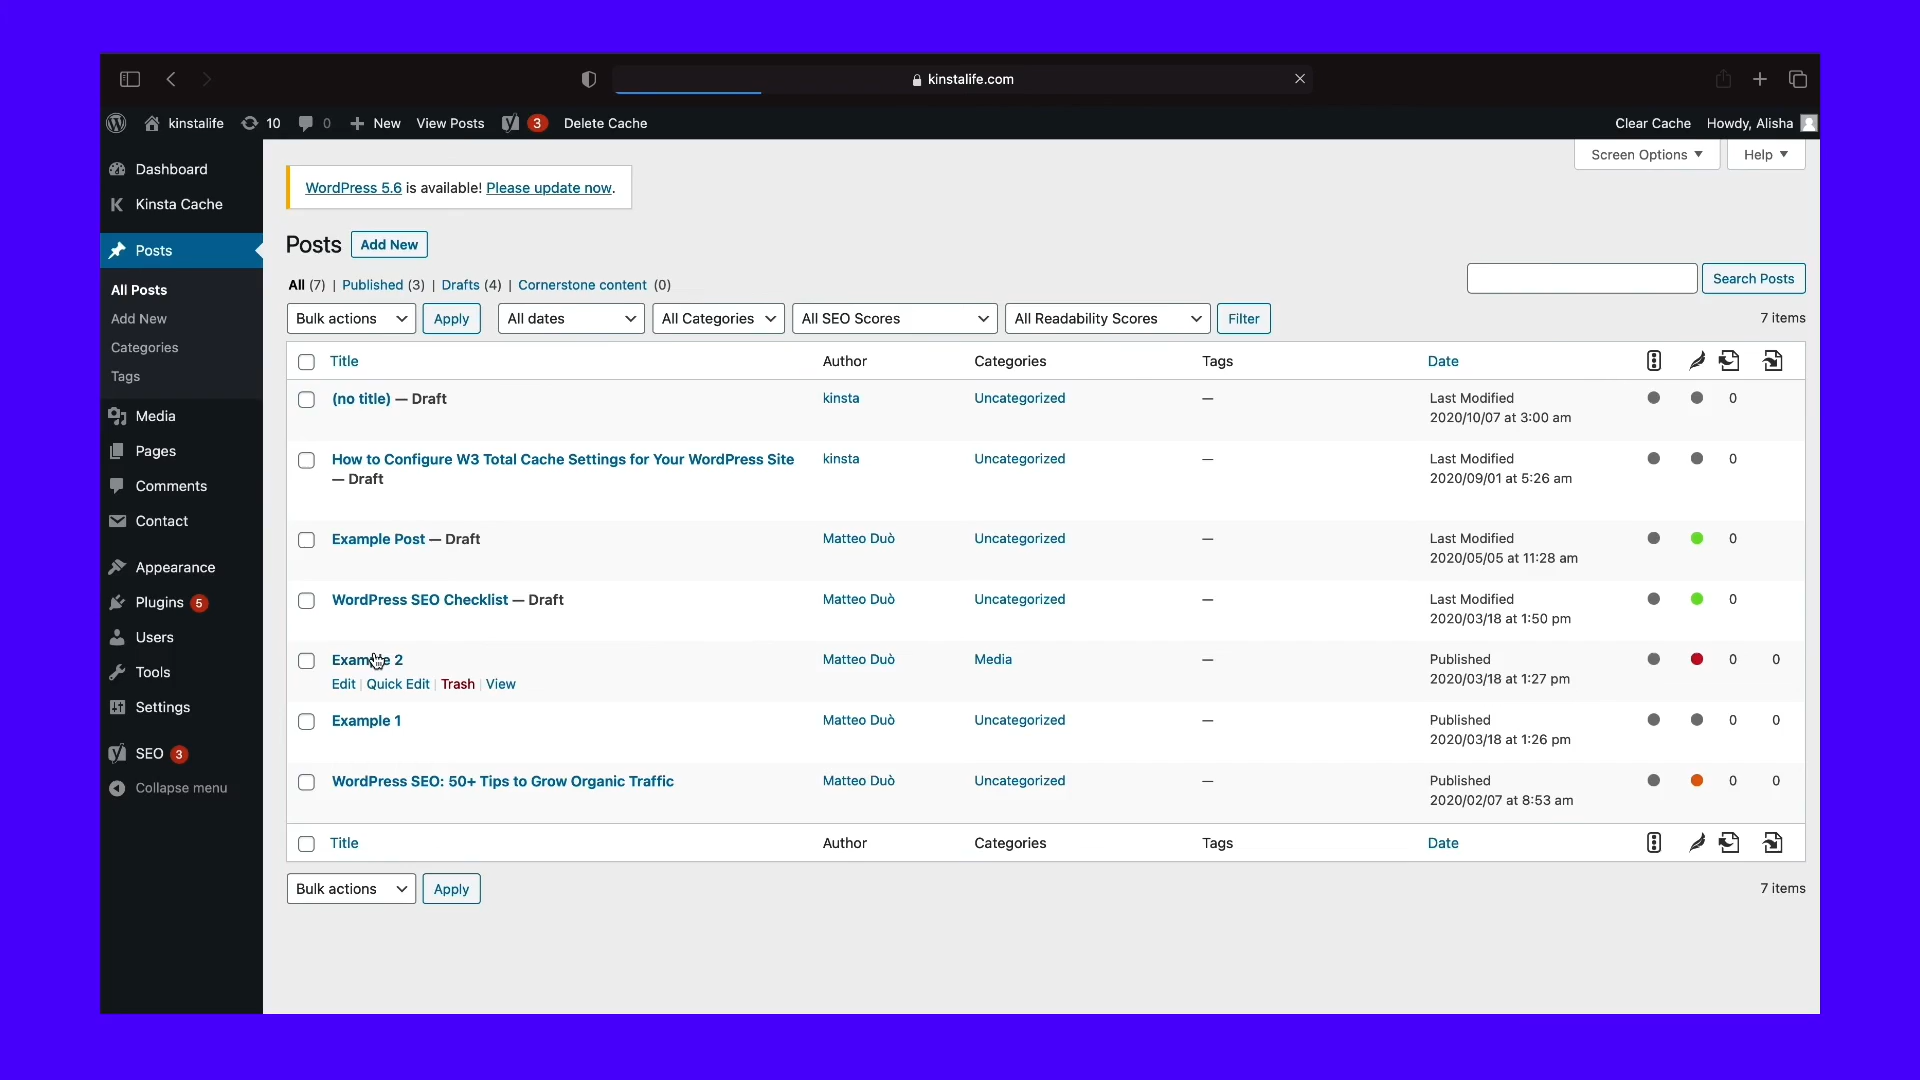 kinstalife.com
kinstalife 10 0 New View Posts 3 Delete Cache Clear Cache Howdy, Alisha
Screen Options Help
Dashboard
Kinsta Cache
Posts
All Posts
Add New
Categories
Tags
Media
Pages
Comments
Contact
Appearance
Plugins 5
Users
Tools
Settings
SEO 3
Collapse menu
WordPress 5.6 is available! Please update now.
Posts Add New
All (7) | Published (3) | Drafts (4) | Cornerstone content (0)
Search Posts
Bulk actions Apply All dates All Categories All SEO Scores All Readability Scores Filter 7 items
Title Author Categories Tags Date
(no title) — Draft kinsta Uncategorized — Last Modified 0
2020/10/07 at 3:00 am
How to Configure W3 Total Cache Settings for Your WordPress Site kinsta Uncategorized — Last Modified 0
— Draft 2020/09/01 at 5:26 am
Example Post — Draft Matteo Duò Uncategorized — Last Modified 0
2020/05/05 at 11:28 am
WordPress SEO Checklist — Draft Matteo Duò Uncategorized — Last Modified 0
2020/03/18 at 1:50 pm
Example 2 Matteo Duò Media — Published 0 0
Edit | Quick Edit | Trash | View 2020/03/18 at 1:27 pm
Example 1 Matteo Duò Uncategorized — Published 0 0
2020/03/18 at 1:26 pm
WordPress SEO: 50+ Tips to Grow Organic Traffic Matteo Duò Uncategorized — Published 0 0
2020/02/07 at 8:53 am
Title Author Categories Tags Date
Bulk actions Apply 7 items